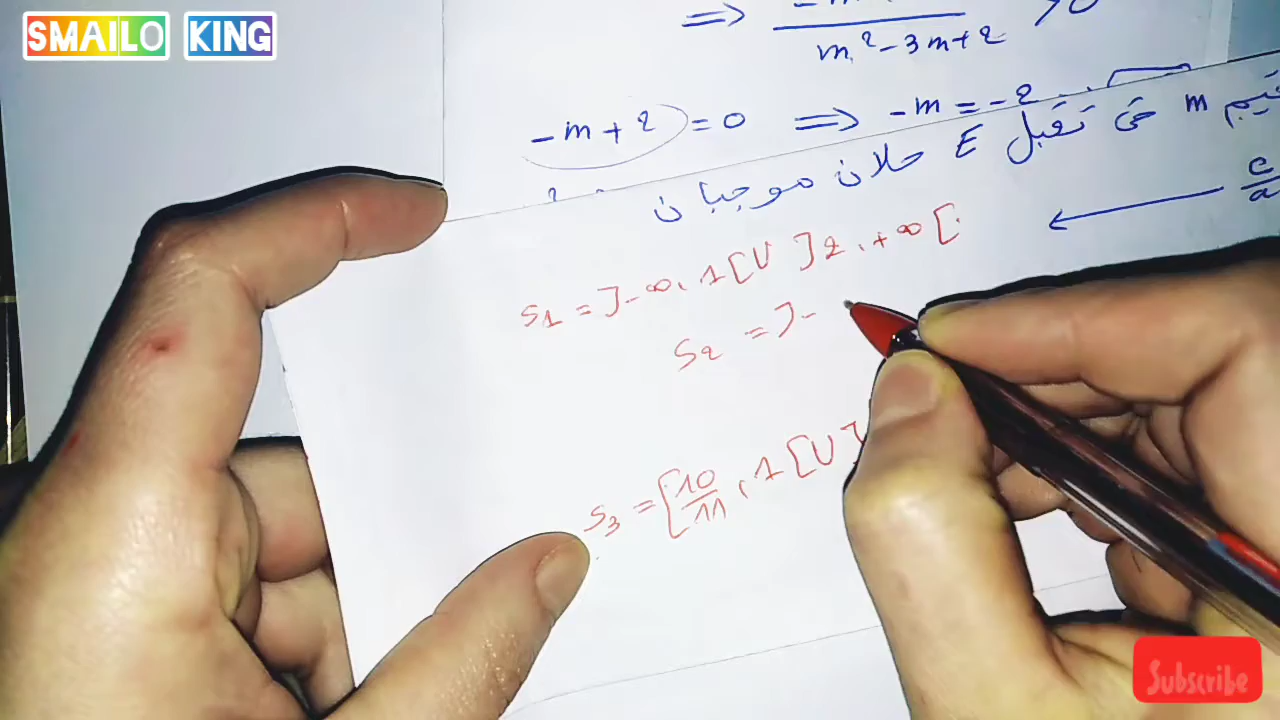 SMAILO KING
⟹ / m² - 3m + 2 > 0
-m + 2 = 0 ⟹ -m = -2
m حتى تقبل E حلان موجبان
c/a
S1 = ]-∞, 1[ U ]2, +∞[
S2 = ]-
S3 = [10/11, 1[ U ]
Subscribe